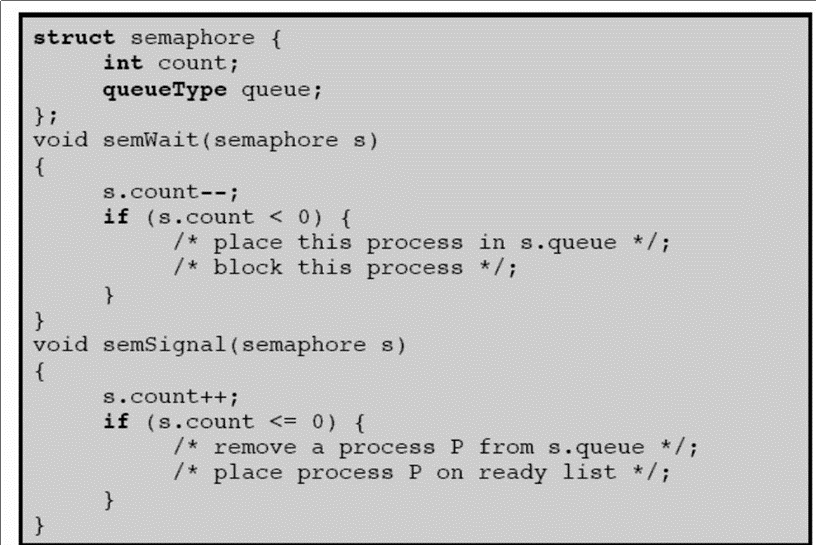 struct semaphore {
int count;
queueType queue;
};
void semWait(semaphore s)
{
s.count--;
if (s.count < 0) {
/* place this process in s.queue */;
/* block this process */;
}
}
void semSignal(semaphore s)
{
s.count++;
if (s.count <= 0) {
/* remove a process P from s.queue */;
/* place process P on ready list */;
}
}